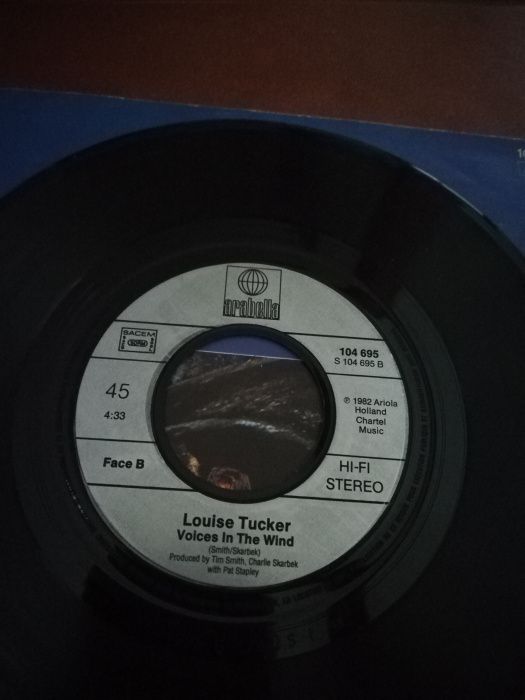 arabella
SACEM
104 695
S 104 695 B
45
4:33
℗ 1982 Ariola
Holland
Chartel
Music
Face B
HI-FI
STEREO
Louise Tucker
Voices In The Wind
(Smith/Skarbek)
Produced by Tim Smith, Charlie Skarbek
with Pat Stapley